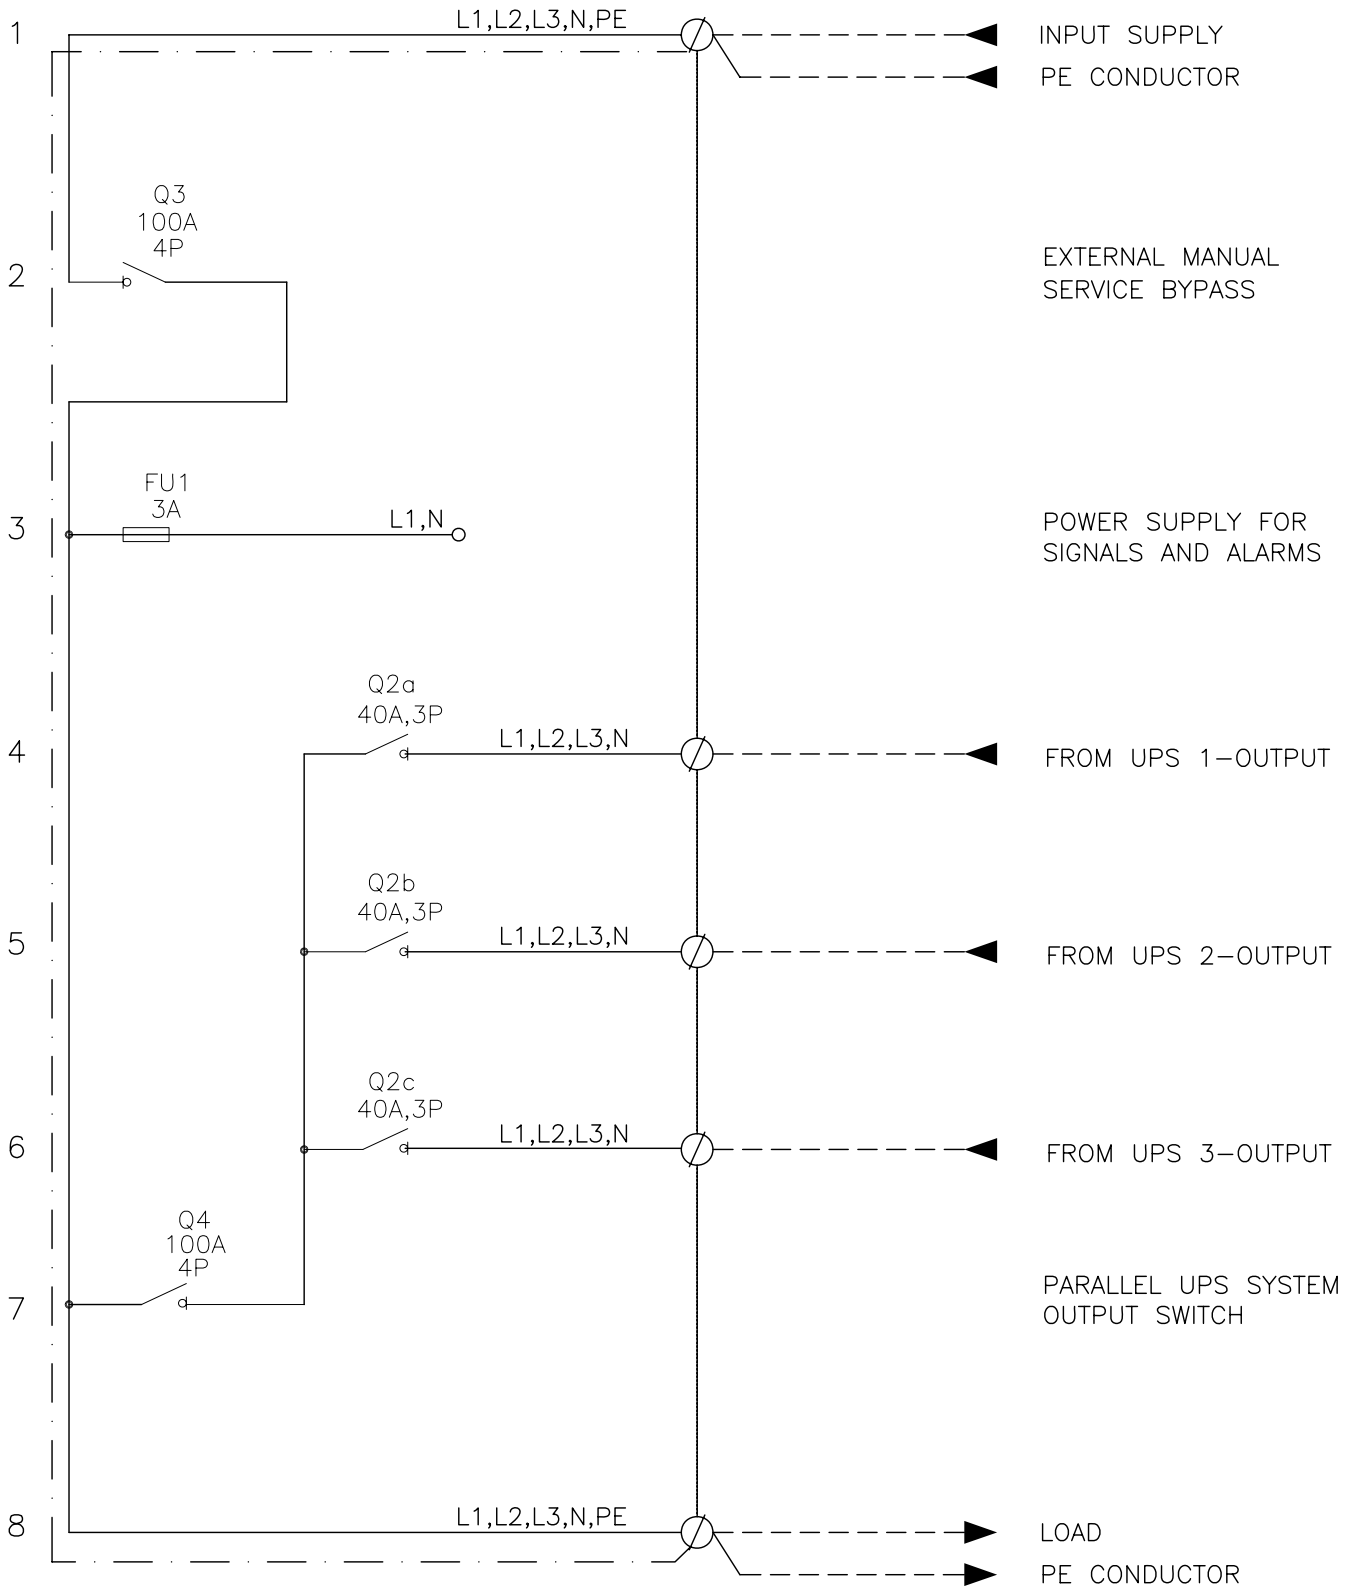 1
L1,L2,L3,N,PE
INPUT SUPPLY
PE CONDUCTOR
Q3
100A
4P
2
EXTERNAL MANUAL
SERVICE BYPASS
FU1
3A
3
L1,N
POWER SUPPLY FOR
SIGNALS AND ALARMS
Q2a
40A,3P
4
L1,L2,L3,N
FROM UPS 1-OUTPUT
Q2b
40A,3P
5
L1,L2,L3,N
FROM UPS 2-OUTPUT
Q2c
40A,3P
6
L1,L2,L3,N
FROM UPS 3-OUTPUT
Q4
100A
4P
7
PARALLEL UPS SYSTEM
OUTPUT SWITCH
8
L1,L2,L3,N,PE
LOAD
PE CONDUCTOR